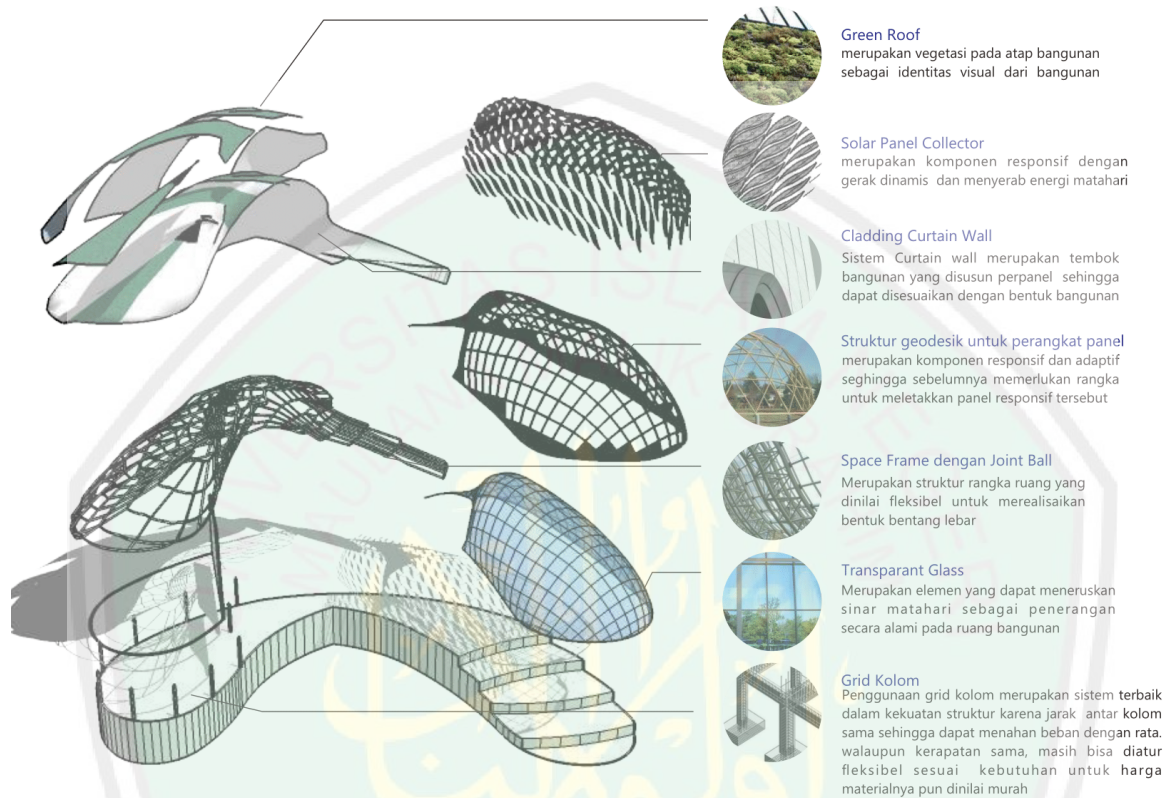 Green Roof
merupakan vegetasi pada atap bangunan
sebagai identitas visual dari bangunan
Solar Panel Collector
merupakan komponen responsif dengan
gerak dinamis dan menyerab energi matahari
Cladding Curtain Wall
Sistem Curtain wall merupakan tembok
bangunan yang disusun perpanel sehingga
dapat disesuaikan dengan bentuk bangunan
Struktur geodesik untuk perangkat panel
merupakan komponen responsif dan adaptif
seghingga sebelumnya memerlukan rangka
untuk meletakkan panel responsif tersebut
Space Frame dengan Joint Ball
Merupakan struktur rangka ruang yang
dinilai fleksibel untuk merealisaikan
bentuk bentang lebar
Transparant Glass
Merupakan elemen yang dapat meneruskan
sinar matahari sebagai penerangan
secara alami pada ruang bangunan
Grid Kolom
Penggunaan grid kolom merupakan sistem terbaik
dalam kekuatan struktur karena jarak antar kolom
sama sehingga dapat menahan beban dengan rata.
walaupun kerapatan sama, masih bisa diatur
fleksibel sesuai kebutuhan untuk harga
materialnya pun dinilai murah